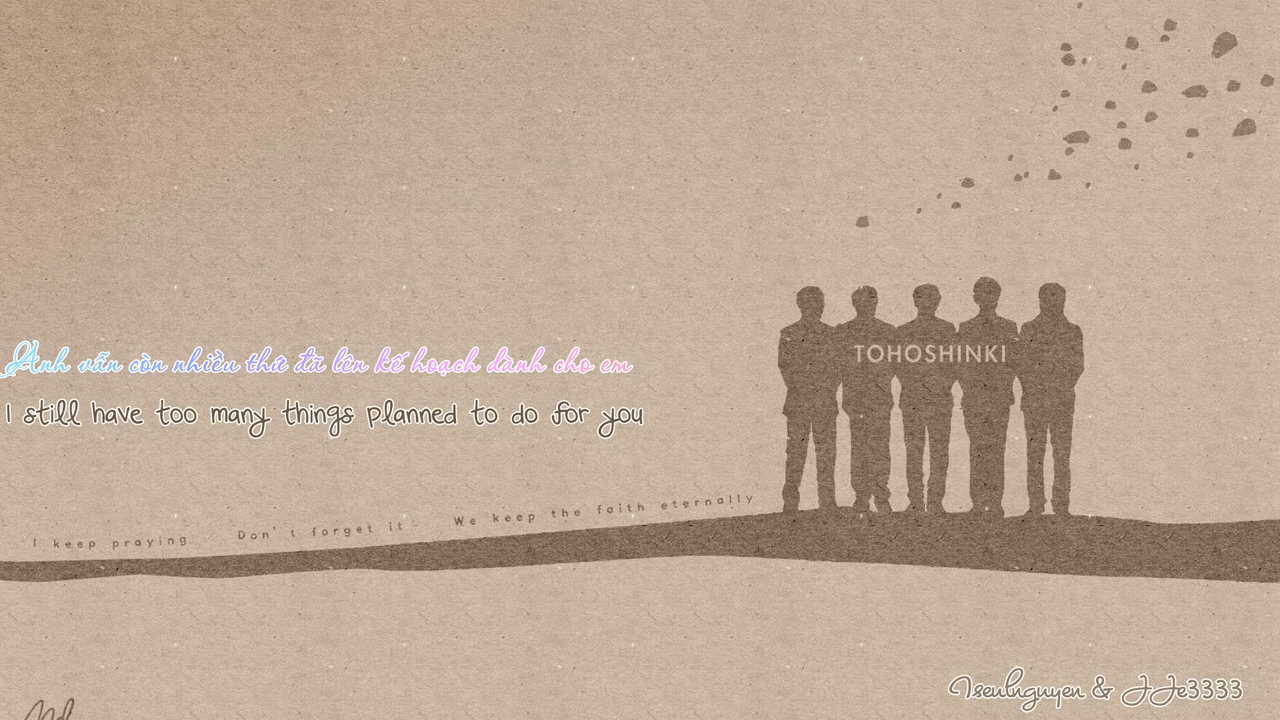 TOHOSHINKI
Anh vẫn còn nhiều thứ đã lên kế hoạch dành cho em
I still have too many things planned to do for you
I keep praying Don't forget it We keep the faith eternally
& JJe3333